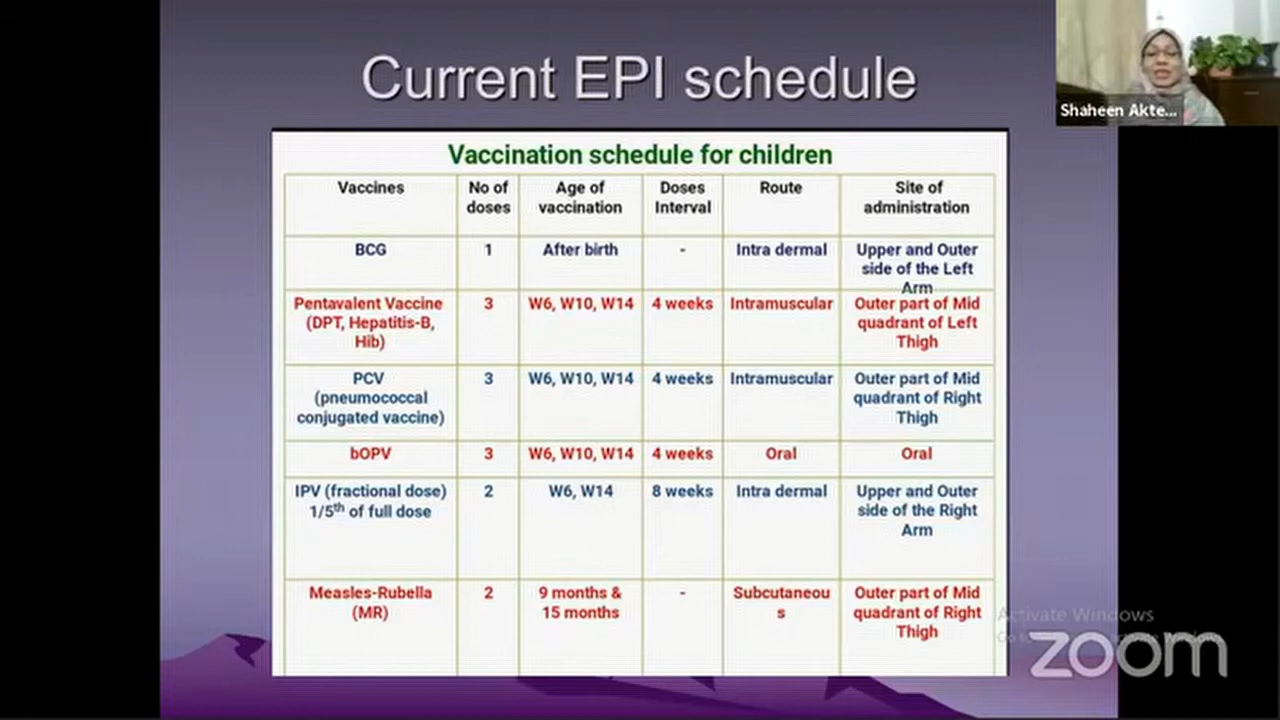 Current EPI schedule
Shaheen Akte...
Vaccination schedule for children
Vaccines
No of
doses
Age of
vaccination
Doses
Interval
Route
Site of
administration
BCG
1
After birth
-
Intra dermal
Upper and Outer
side of the Left
Arm
Pentavalent Vaccine
(DPT, Hepatitis-B,
Hib)
3
W6, W10, W14
4 weeks
Intramuscular
Outer part of Mid
quadrant of Left
Thigh
PCV
(pneumococcal
conjugated vaccine)
3
W6, W10, W14
4 weeks
Intramuscular
Outer part of Mid
quadrant of Right
Thigh
bOPV
3
W6, W10, W14
4 weeks
Oral
Oral
IPV (fractional dose)
1/5th of full dose
2
W6, W14
8 weeks
Intra dermal
Upper and Outer
side of the Right
Arm
Measles-Rubella
(MR)
2
9 months &
15 months
-
Subcutaneou
s
Outer part of Mid
quadrant of Right
Thigh
Activate Windows
zoom